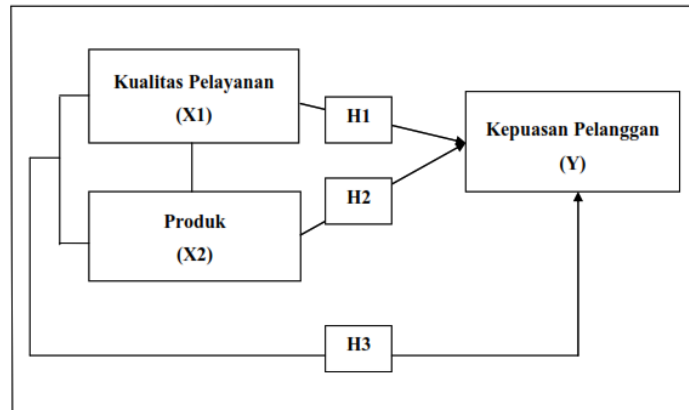 Kualitas Pelayanan
(X1)
H1
Kepuasan Pelanggan
(Y)
H2
Produk
(X2)
H3